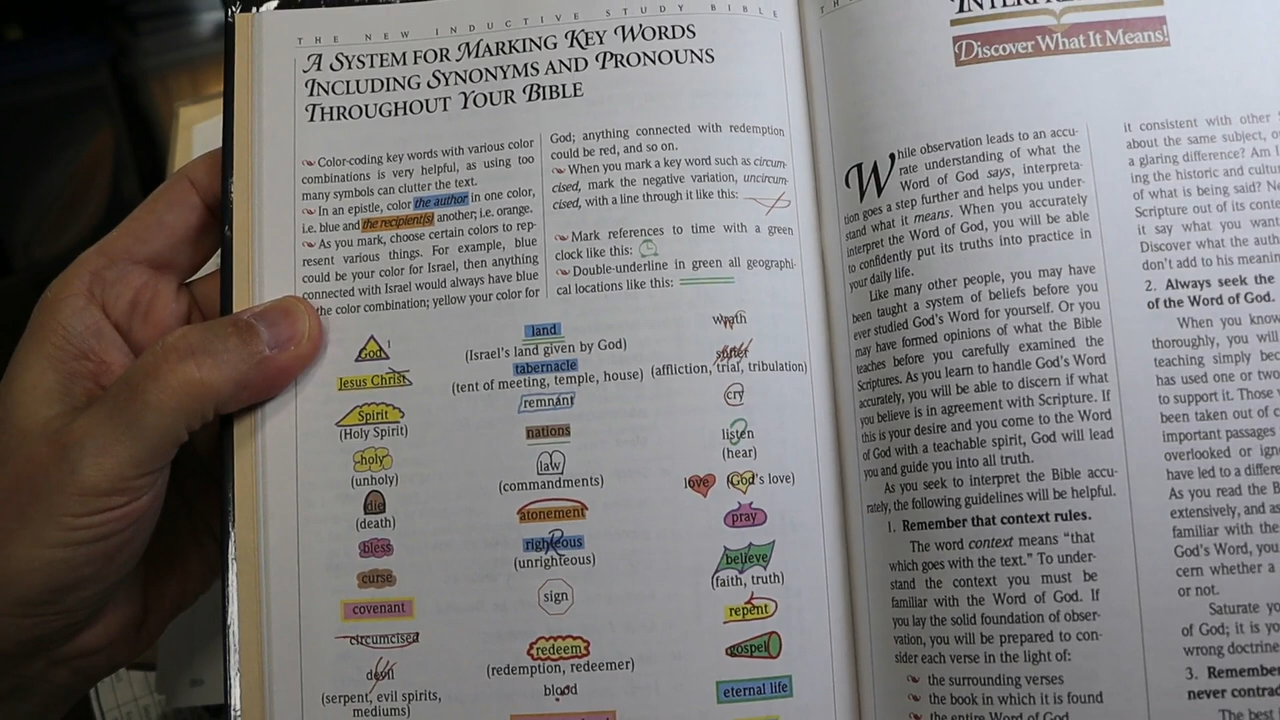 THE NEW INDUCTIVE STUDY BIBLE
A SYSTEM FOR MARKING KEY WORDS
INCLUDING SYNONYMS AND PRONOUNS
THROUGHOUT YOUR BIBLE
Color-coding key words with various color
combinations is very helpful, as using too
many symbols can clutter the text.
In an epistle, color the author in one color,
i.e. blue and the recipient(s) another; i.e. orange.
As you mark, choose certain colors to rep-
resent various things. For example, blue
could be your color for Israel, then anything
connected with Israel would always have blue
the color combination; yellow your color for
God; anything connected with redemption
could be red, and so on.
When you mark a key word such as circum-
cised, mark the negative variation, uncircum-
cised, with a line through it like this:
Mark references to time with a green
clock like this:
Double-underline in green all geographi-
cal locations like this:
God
Jesus Christ
Spirit
(Holy Spirit)
holy
(unholy)
die
(death)
bless
curse
covenant
circumcised
devil
(serpent, evil spirits,
mediums)
land
(Israel's land given by God)
tabernacle
(tent of meeting, temple, house)
remnant
nations
law
(commandments)
atonement
righteous
(unrighteous)
sign
redeem
(redemption, redeemer)
blood
wrath
suffer
(affliction, trial, tribulation)
cry
listen
(hear)
love (God's love)
pray
believe
(faith, truth)
repent
gospel
eternal life
Discover What It Means!
While observation leads to an accu-
rate understanding of what the
Word of God says, interpreta-
tion goes a step further and helps you under-
stand what it means. When you accurately
interpret the Word of God, you will be able
to confidently put its truths into practice in
your daily life.
Like many other people, you may have
been taught a system of beliefs before you
ever studied God's Word for yourself. Or you
may have formed opinions of what the Bible
teaches before you carefully examined the
Scriptures. As you learn to handle God's Word
accurately, you will be able to discern if what
you believe is in agreement with Scripture. If
this is your desire and you come to the Word
of God with a teachable spirit, God will lead
you and guide you into all truth.
As you seek to interpret the Bible accu-
rately, the following guidelines will be helpful.
1. Remember that context rules.
The word context means "that
which goes with the text." To under-
stand the context you must be
familiar with the Word of God. If
you lay the solid foundation of obser-
vation, you will be prepared to con-
sider each verse in the light of:
the surrounding verses
the book in which it is found
the entire Word of God
it consistent with other
about the same subject,
a glaring difference? Am I
ing the historic and
of what is being said?
Scripture out of its
it say what you
Discover what the
don't add to his
2. Always seek the
of the Word of God.
When you know
thoroughly, you will
teaching simply
has used one or two
to support it. Those
been taken out of
important passages
overlooked or
have led to a
As you read the
extensively, and as
familiar with the
God's Word, you
cern whether a
or not.
Saturate
of God; it is
wrong doctrine
3.
never
The best